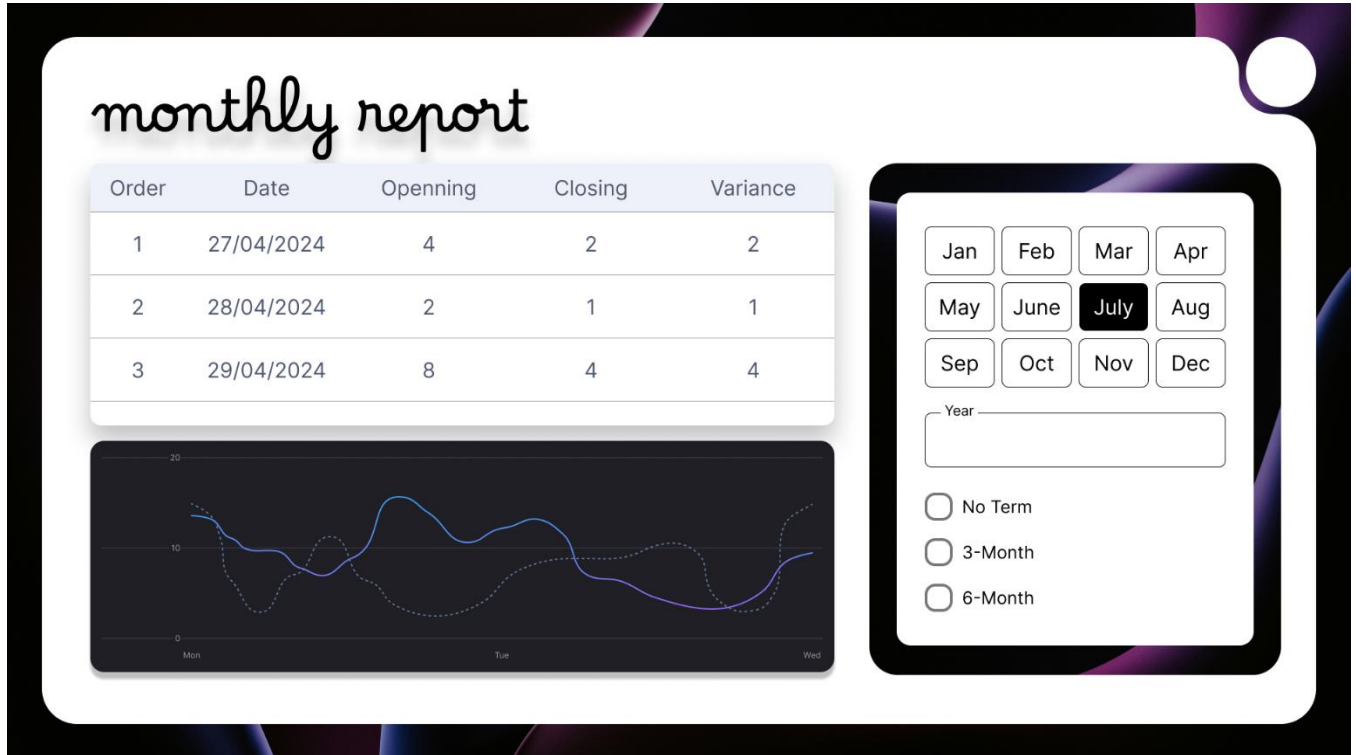 monthly report
Order Date Openning Closing Variance
1 27/04/2024 4 2 2
2 28/04/2024 2 1 1
3 29/04/2024 8 4 4
20
10
0
Mon Tue Wed
Jan Feb Mar Apr
May June July Aug
Sep Oct Nov Dec
Year
No Term
3-Month
6-Month